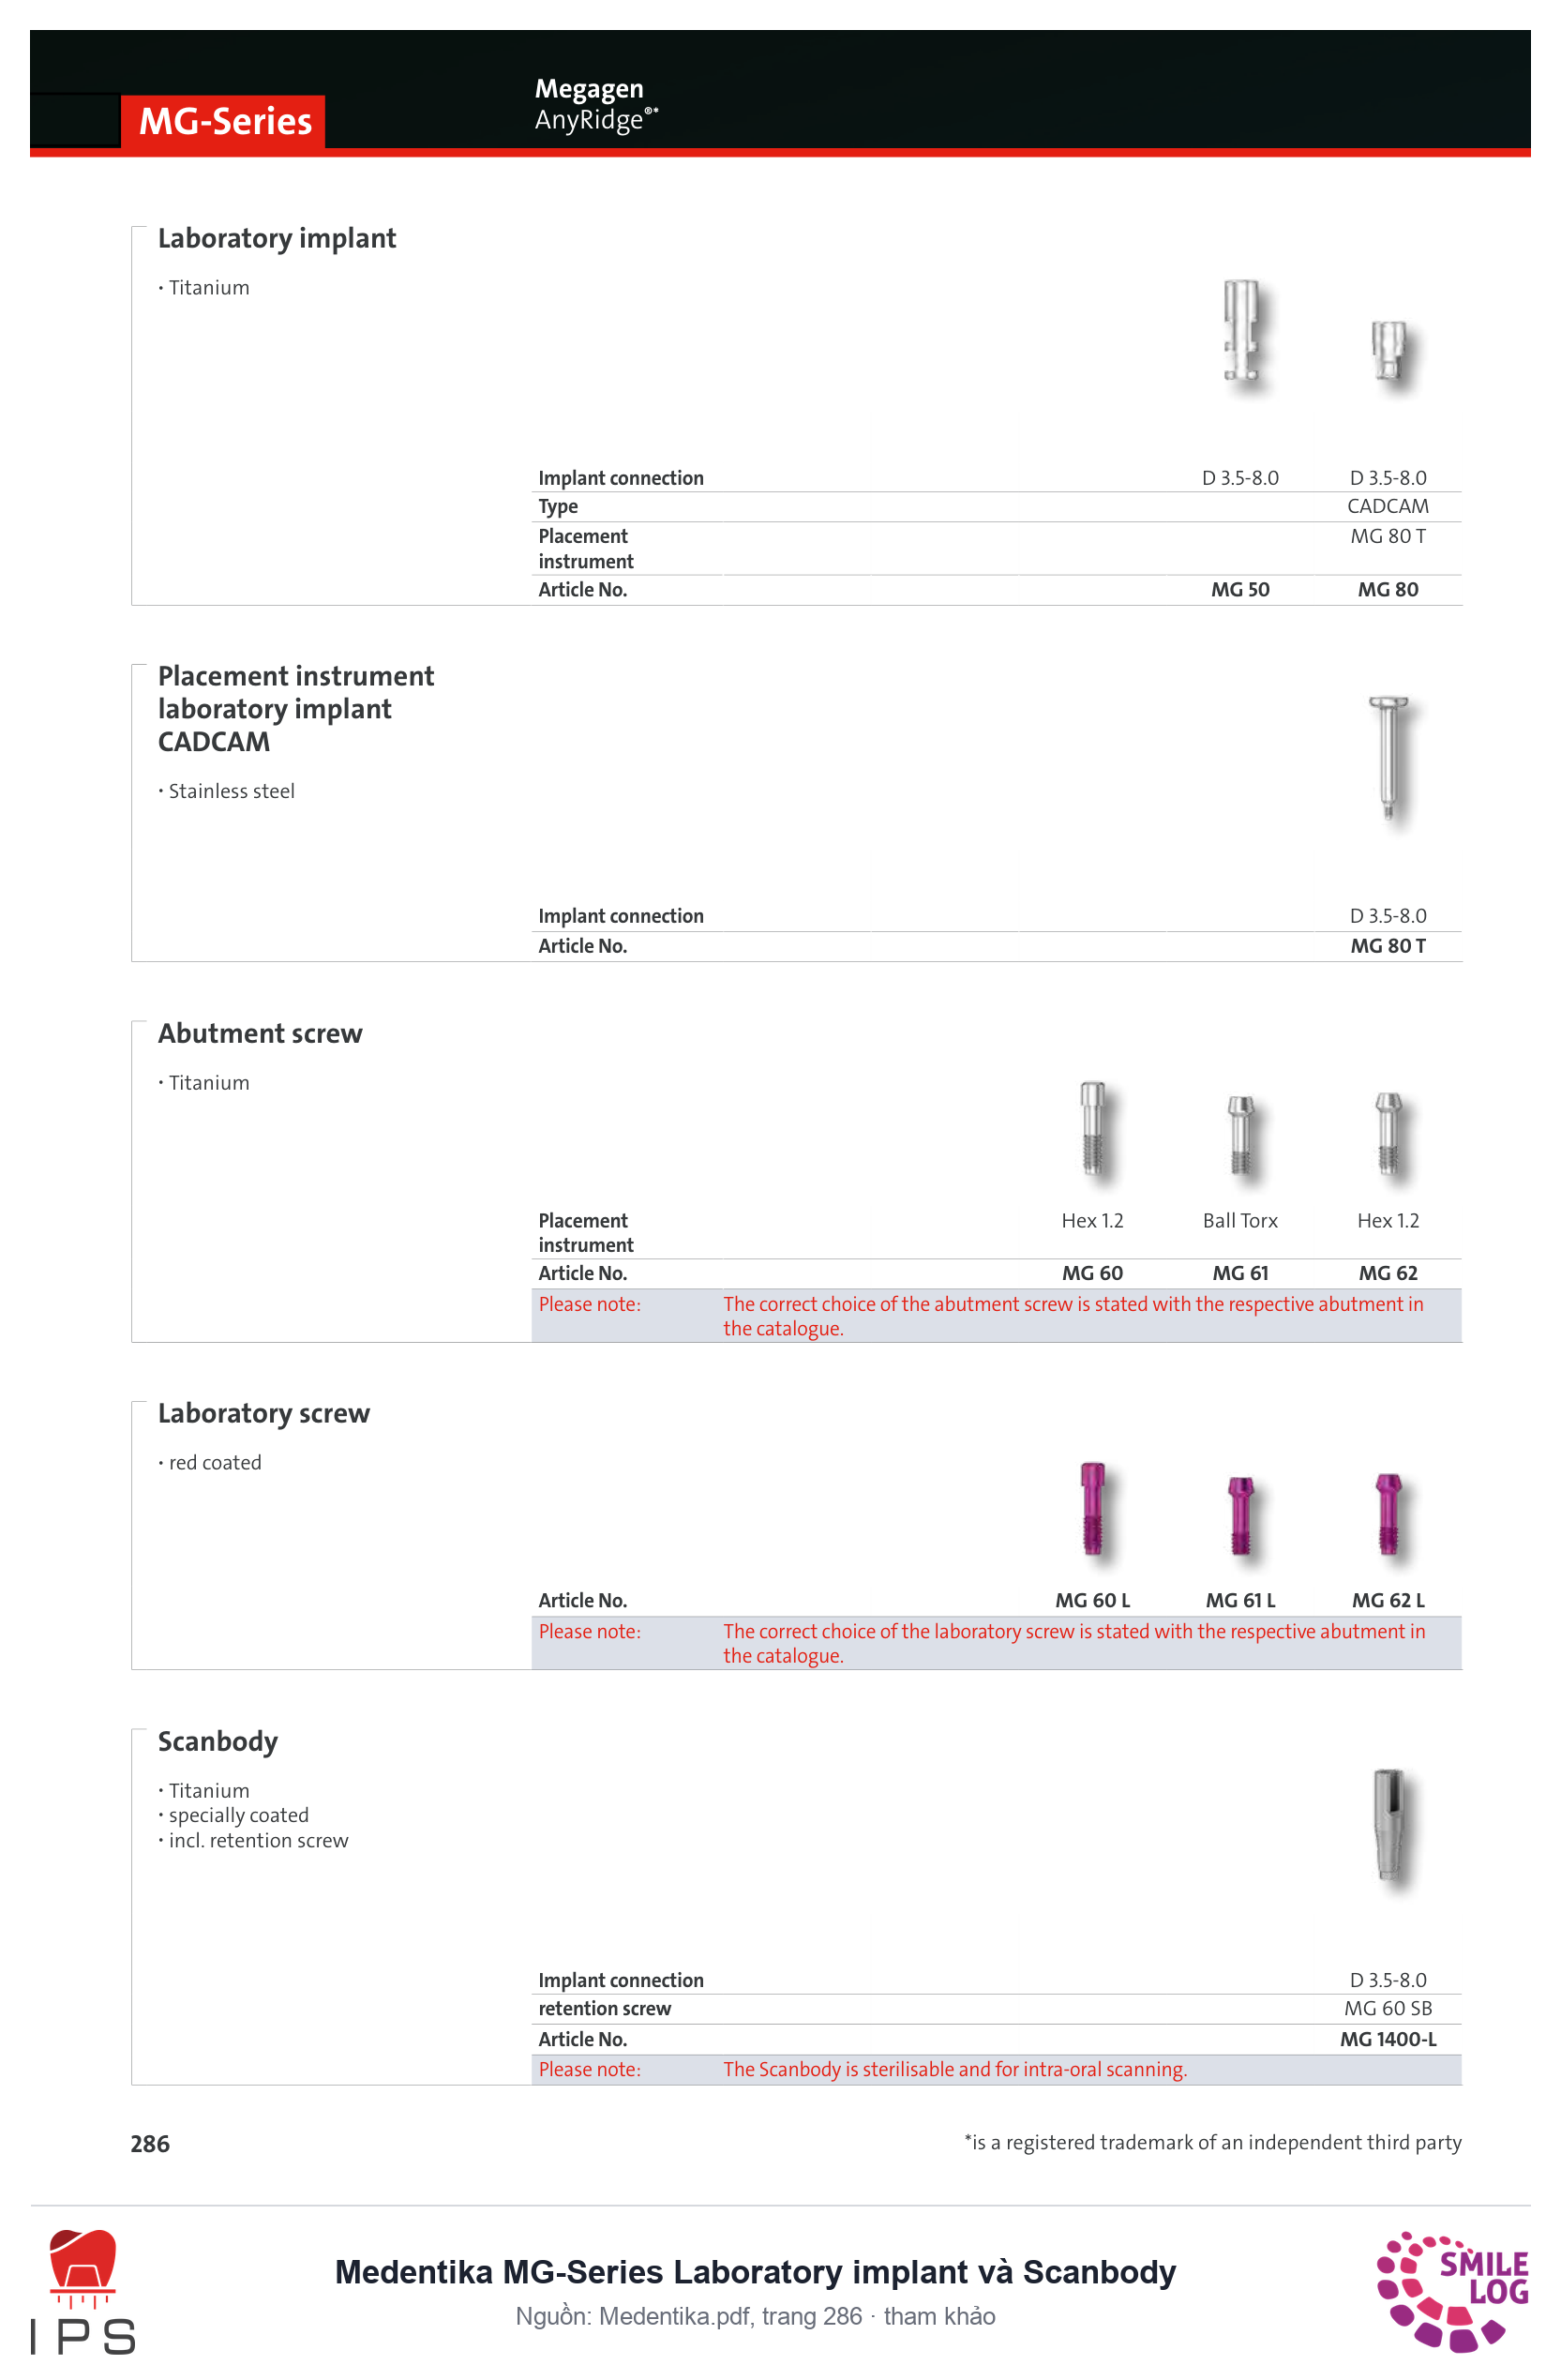 MG-Series
Megagen
AnyRidge®*
Laboratory implant
· Titanium
Implant connection D 3.5-8.0 D 3.5-8.0
Type CADCAM
Placement MG 80 T
instrument
Article No. MG 50 MG 80
Placement instrument
laboratory implant
CADCAM
· Stainless steel
Implant connection D 3.5-8.0
Article No. MG 80 T
Abutment screw
· Titanium
Placement Hex 1.2 Ball Torx Hex 1.2
instrument
Article No. MG 60 MG 61 MG 62
Please note: The correct choice of the abutment screw is stated with the respective abutment in
the catalogue.
Laboratory screw
· red coated
Article No. MG 60 L MG 61 L MG 62 L
Please note: The correct choice of the laboratory screw is stated with the respective abutment in
the catalogue.
Scanbody
· Titanium
· specially coated
· incl. retention screw
Implant connection D 3.5-8.0
retention screw MG 60 SB
Article No. MG 1400-L
Please note: The Scanbody is sterilisable and for intra-oral scanning.
286 *is a registered trademark of an independent third party
IPS
Medentika MG-Series Laboratory implant và Scanbody
Nguồn: Medentika.pdf, trang 286 · tham khảo
SMILE
LOG